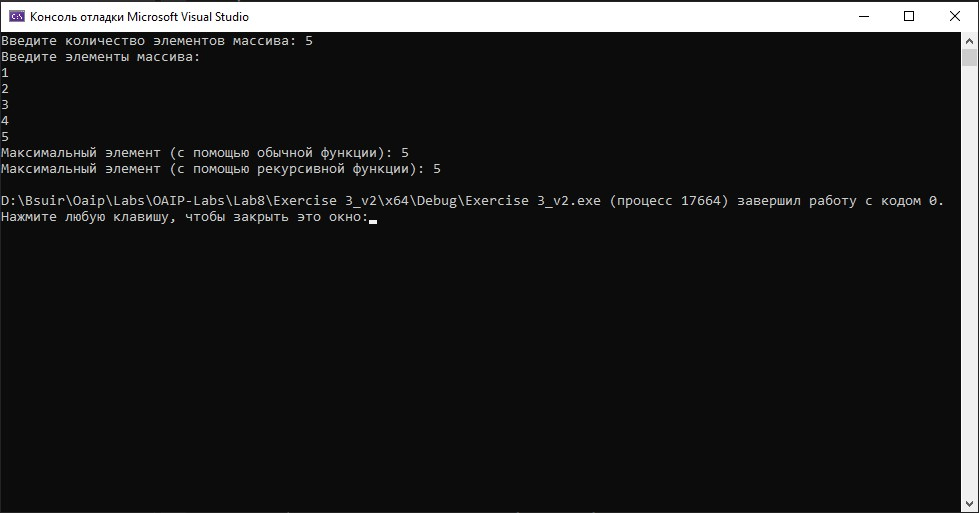 Консоль отладки Microsoft Visual Studio
Введите количество элементов массива: 5
Введите элементы массива:
1
2
3
4
5
Максимальный элемент (с помощью обычной функции): 5
Максимальный элемент (с помощью рекурсивной функции): 5
D:\Bsuir\Oaip\Labs\OAIP-Labs\Lab8\Exercise 3_v2\x64\Debug\Exercise 3_v2.exe (процесс 17664) завершил работу с кодом 0.
Нажмите любую клавишу, чтобы закрыть это окно: